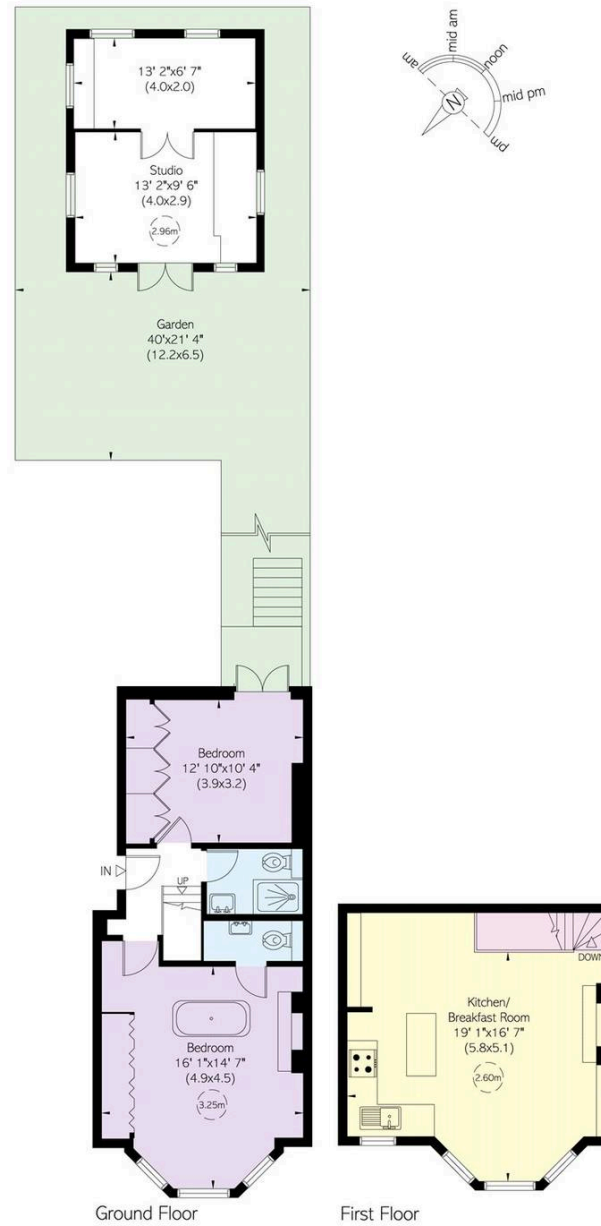 13' 2"x6' 7"
(4.0x2.0)
Studio
13' 2"x9' 6"
(4.0x2.9)
2.96m
Garden
40'x21' 4"
(12.2x6.5)
am
mid am
noon
mid pm
pm
N
Bedroom
12' 10"x10' 4"
(3.9x3.2)
IN
UP
Bedroom
16' 1"x14' 7"
(4.9x4.5)
3.25m
Ground Floor
DOWN
Kitchen/
Breakfast Room
19' 1"x16' 7"
(5.8x5.1)
2.60m
First Floor